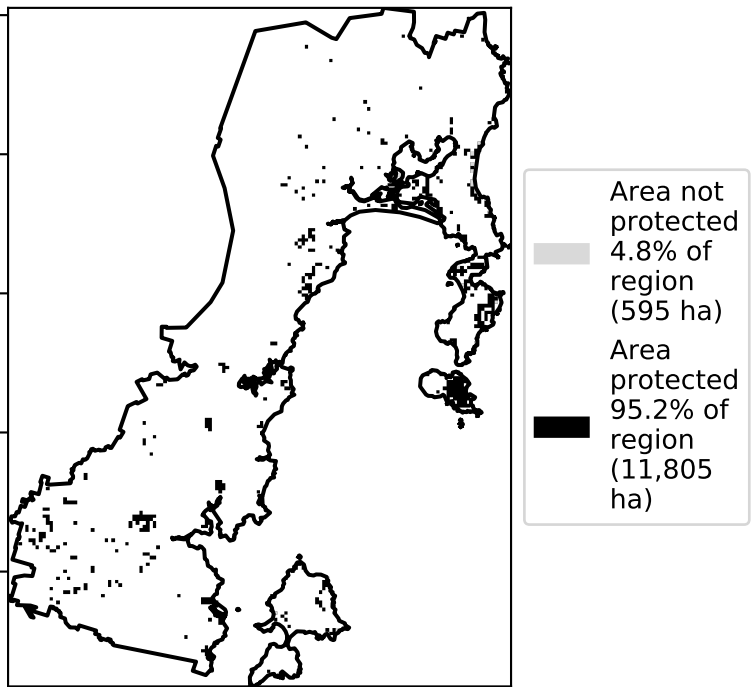 Area not
protected
4.8% of
region
(595 ha)
Area
protected
95.2% of
region
(11,805
ha)